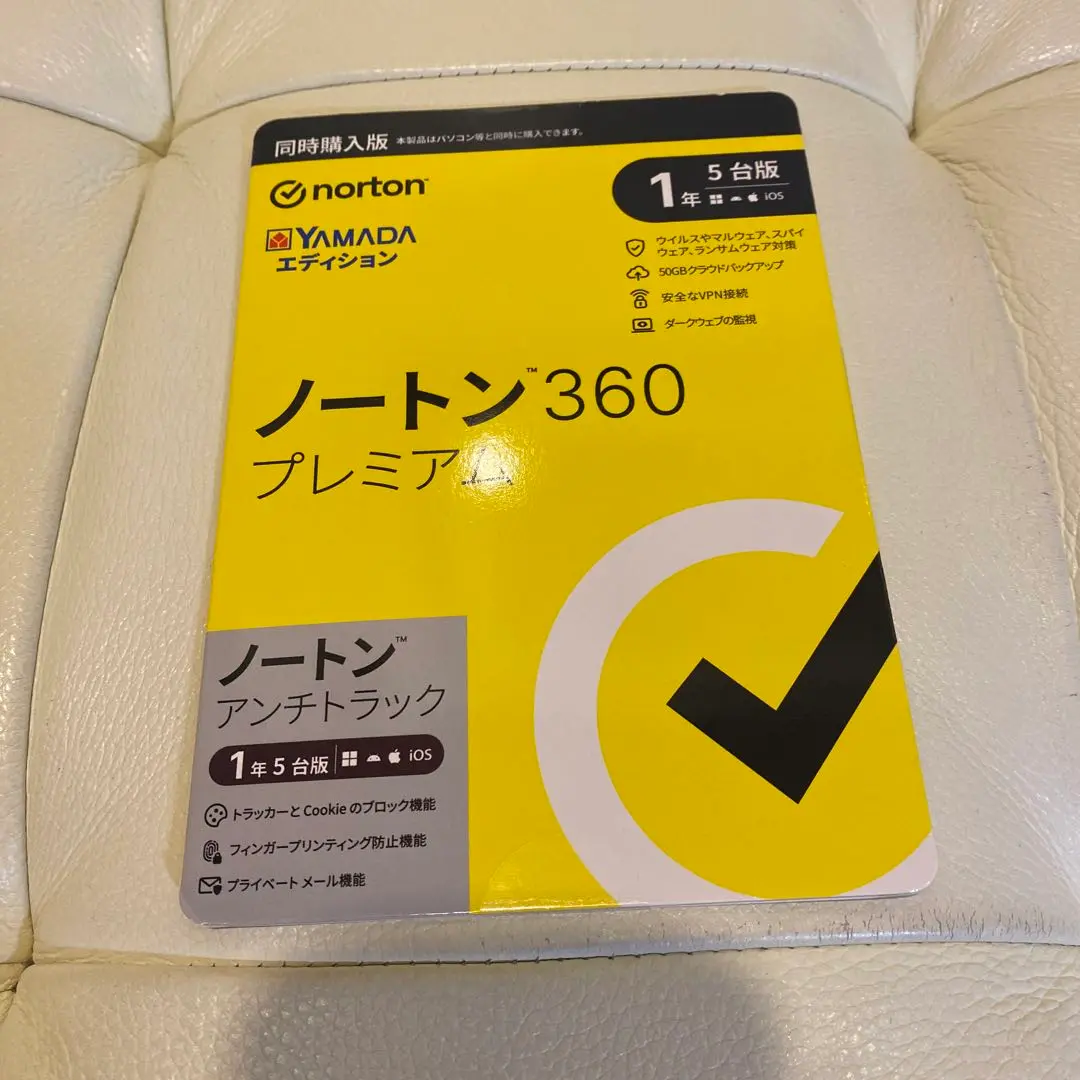 同時購入版 本製品はパソコン等と同時に購入できます。
norton™
1年 5台版
iOS
YAMADA
エディション
ウイルスやマルウェア、スパイ
ウェア、ランサムウェア対策
50GBクラウドバックアップ
安全なVPN接続
ダークウェブの監視
ノートン™360
プレミアム
ノートン™
アンチトラック
1年5台版 iOS
トラッカーと Cookie のブロック機能
フィンガープリンティング防止機能
プライベート メール機能